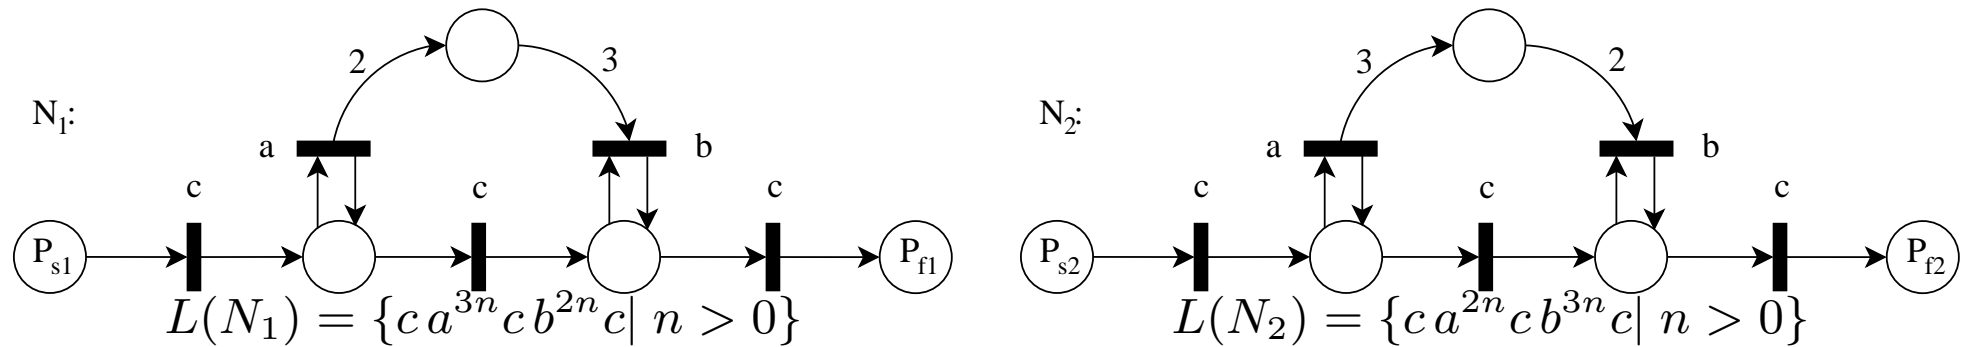 2 3 3 2
N1: a b N2: a b
c c c c c c
Ps1 Pf1 Ps2 Pf2
L(N1) = {c a^{3n} c b^{2n} c| n > 0} L(N2) = {c a^{2n} c b^{3n} c| n > 0}